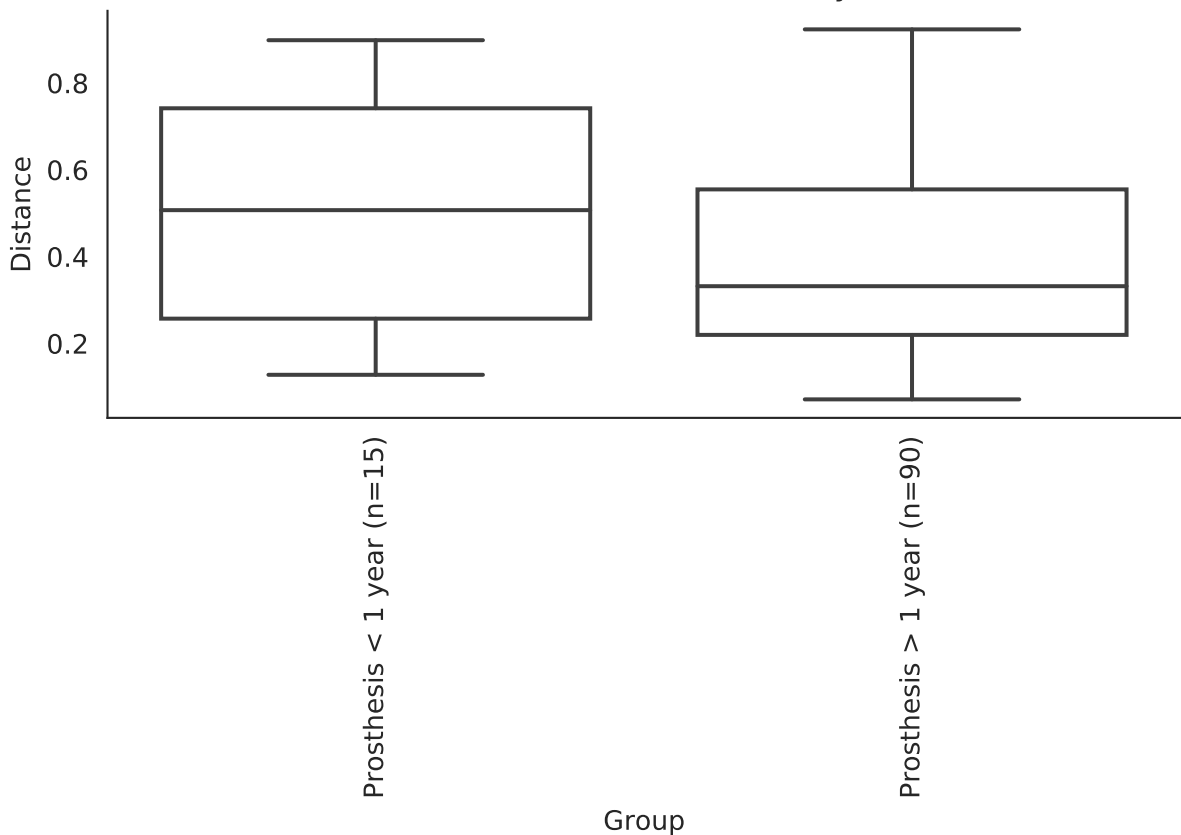 Distance
0.8
0.6
0.4
0.2
Prosthesis < 1 year (n=15)
Prosthesis > 1 year (n=90)
Group